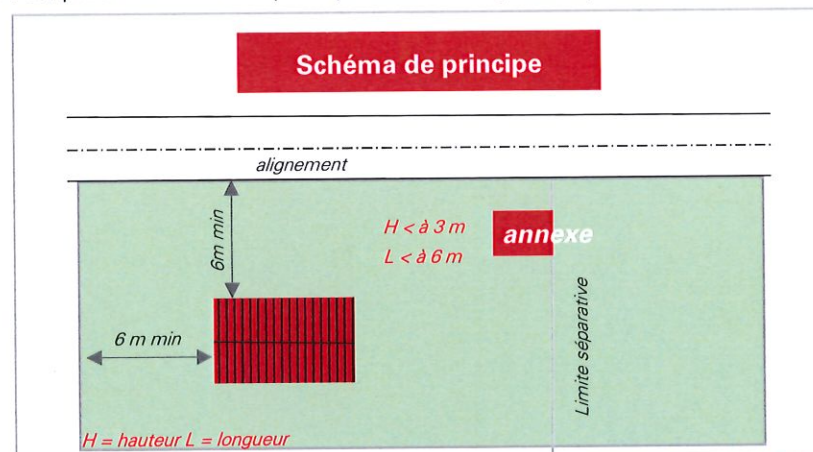 Schéma de principe
alignement
6m min
H < à 3 m
L < à 6 m
annexe
6 m min
Limite séparative
H = hauteur L = longueur